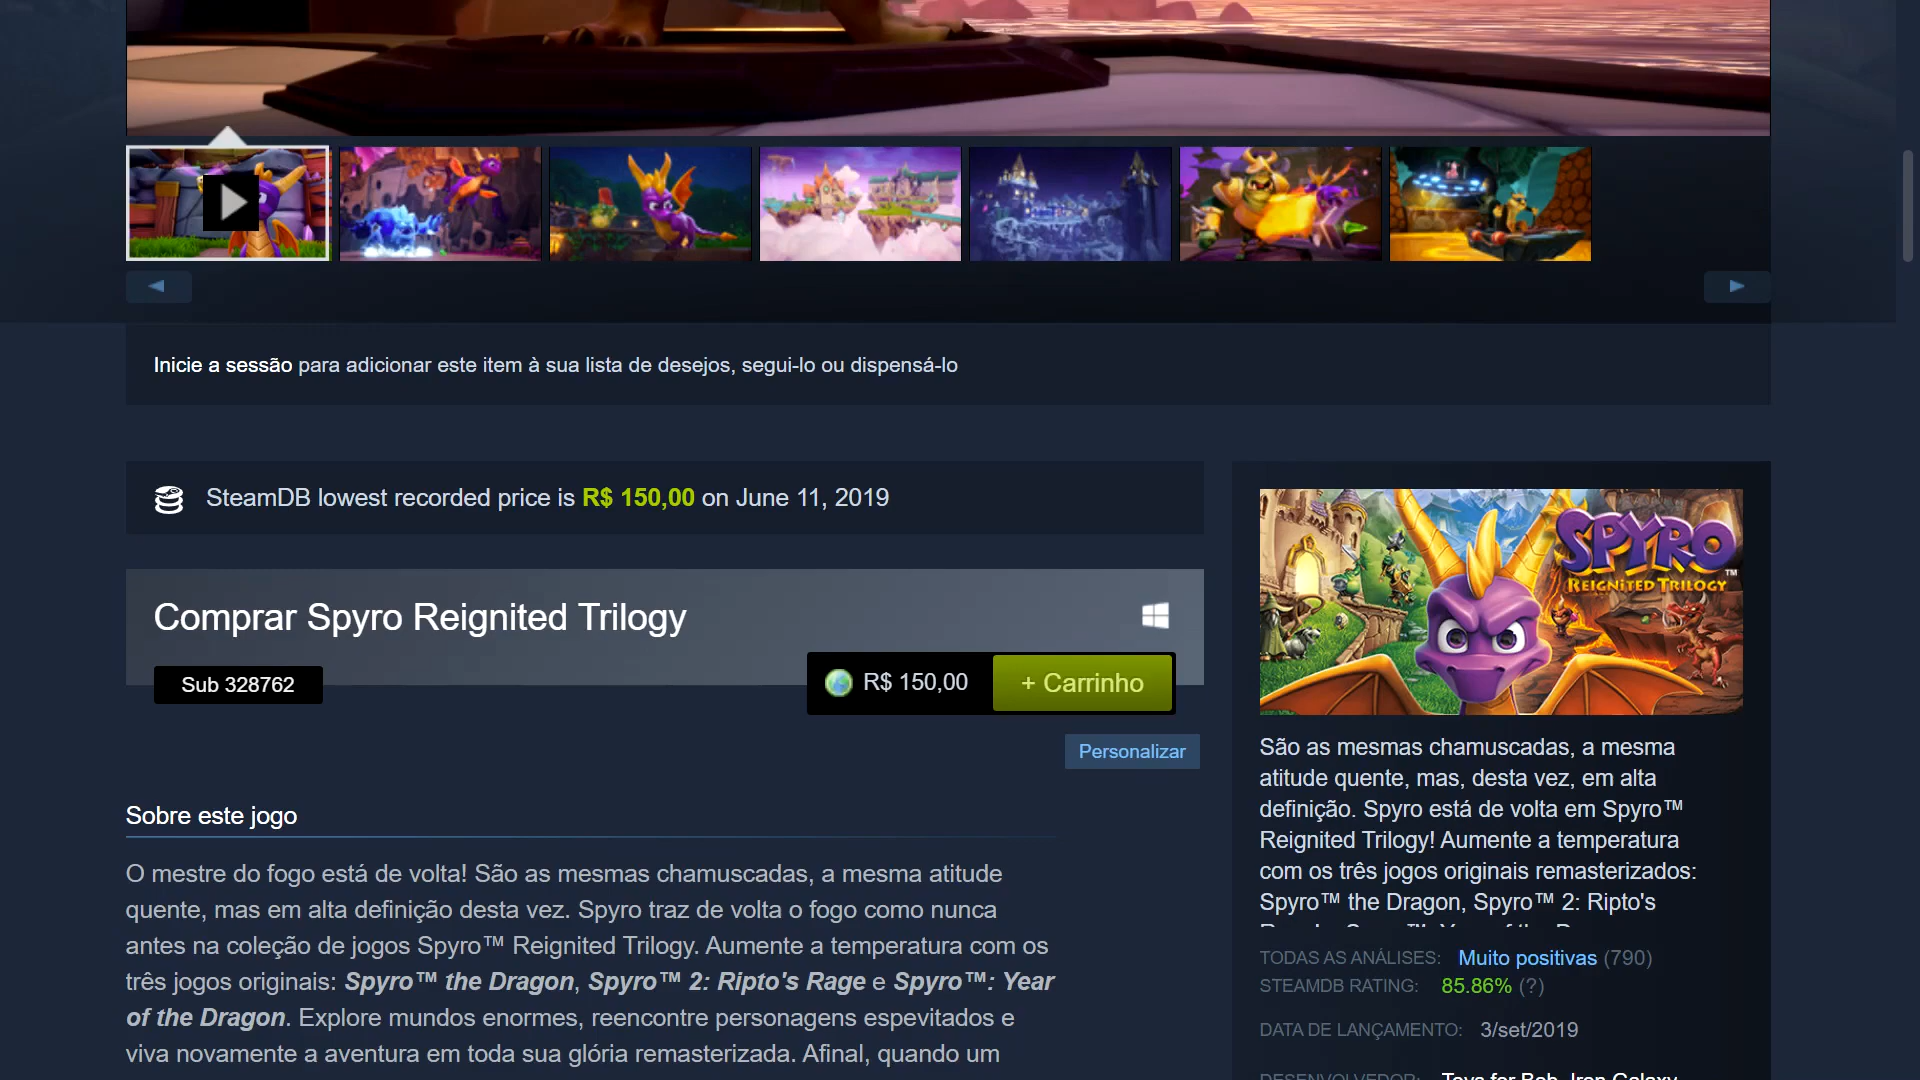 Inicie a sessão para adicionar este item à sua lista de desejos, segui-lo ou dispensá-lo
SteamDB lowest recorded price is R$ 150,00 on June 11, 2019
Comprar Spyro Reignited Trilogy
Sub 328762
R$ 150,00
+ Carrinho
Personalizar
Sobre este jogo
O mestre do fogo está de volta! São as mesmas chamuscadas, a mesma atitude
quente, mas em alta definição desta vez. Spyro traz de volta o fogo como nunca
antes na coleção de jogos Spyro™ Reignited Trilogy. Aumente a temperatura com os
três jogos originais: Spyro™ the Dragon, Spyro™ 2: Ripto's Rage e Spyro™: Year
of the Dragon. Explore mundos enormes, reencontre personagens espevitados e
viva novamente a aventura em toda sua glória remasterizada. Afinal, quando um
SPYRO™
REIGNITED TRILOGY
São as mesmas chamuscadas, a mesma
atitude quente, mas, desta vez, em alta
definição. Spyro está de volta em Spyro™
Reignited Trilogy! Aumente a temperatura
com os três jogos originais remasterizados:
Spyro™ the Dragon, Spyro™ 2: Ripto's
TODAS AS ANÁLISES: Muito positivas (790)
STEAMDB RATING: 85.86% (?)
DATA DE LANÇAMENTO: 3/set/2019
DESENVOLVEDOR: Toys for Bob, Iron Galaxy